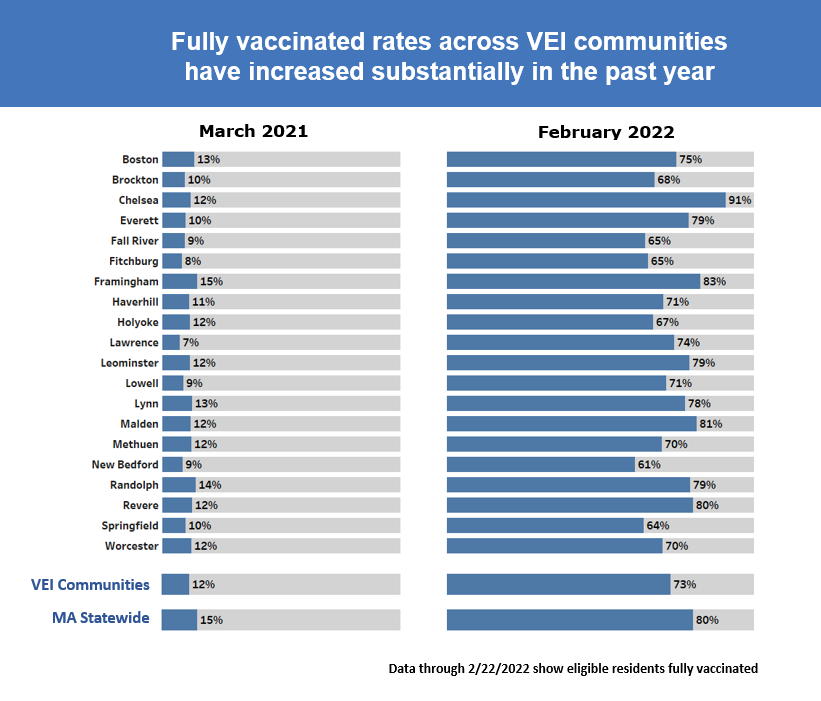 Fully vaccinated rates across VEI communities
have increased substantially in the past year
March 2021 February 2022
Boston 13% 75%
Brockton 10% 68%
Chelsea 12% 91%
Everett 10% 79%
Fall River 9% 65%
Fitchburg 8% 65%
Framingham 15% 83%
Haverhill 11% 71%
Holyoke 12% 67%
Lawrence 7% 74%
Leominster 12% 79%
Lowell 9% 71%
Lynn 13% 78%
Malden 12% 81%
Methuen 12% 70%
New Bedford 9% 61%
Randolph 14% 79%
Revere 12% 80%
Springfield 10% 64%
Worcester 12% 70%
VEI Communities 12% 73%
MA Statewide 15% 80%
Data through 2/22/2022 show eligible residents fully vaccinated